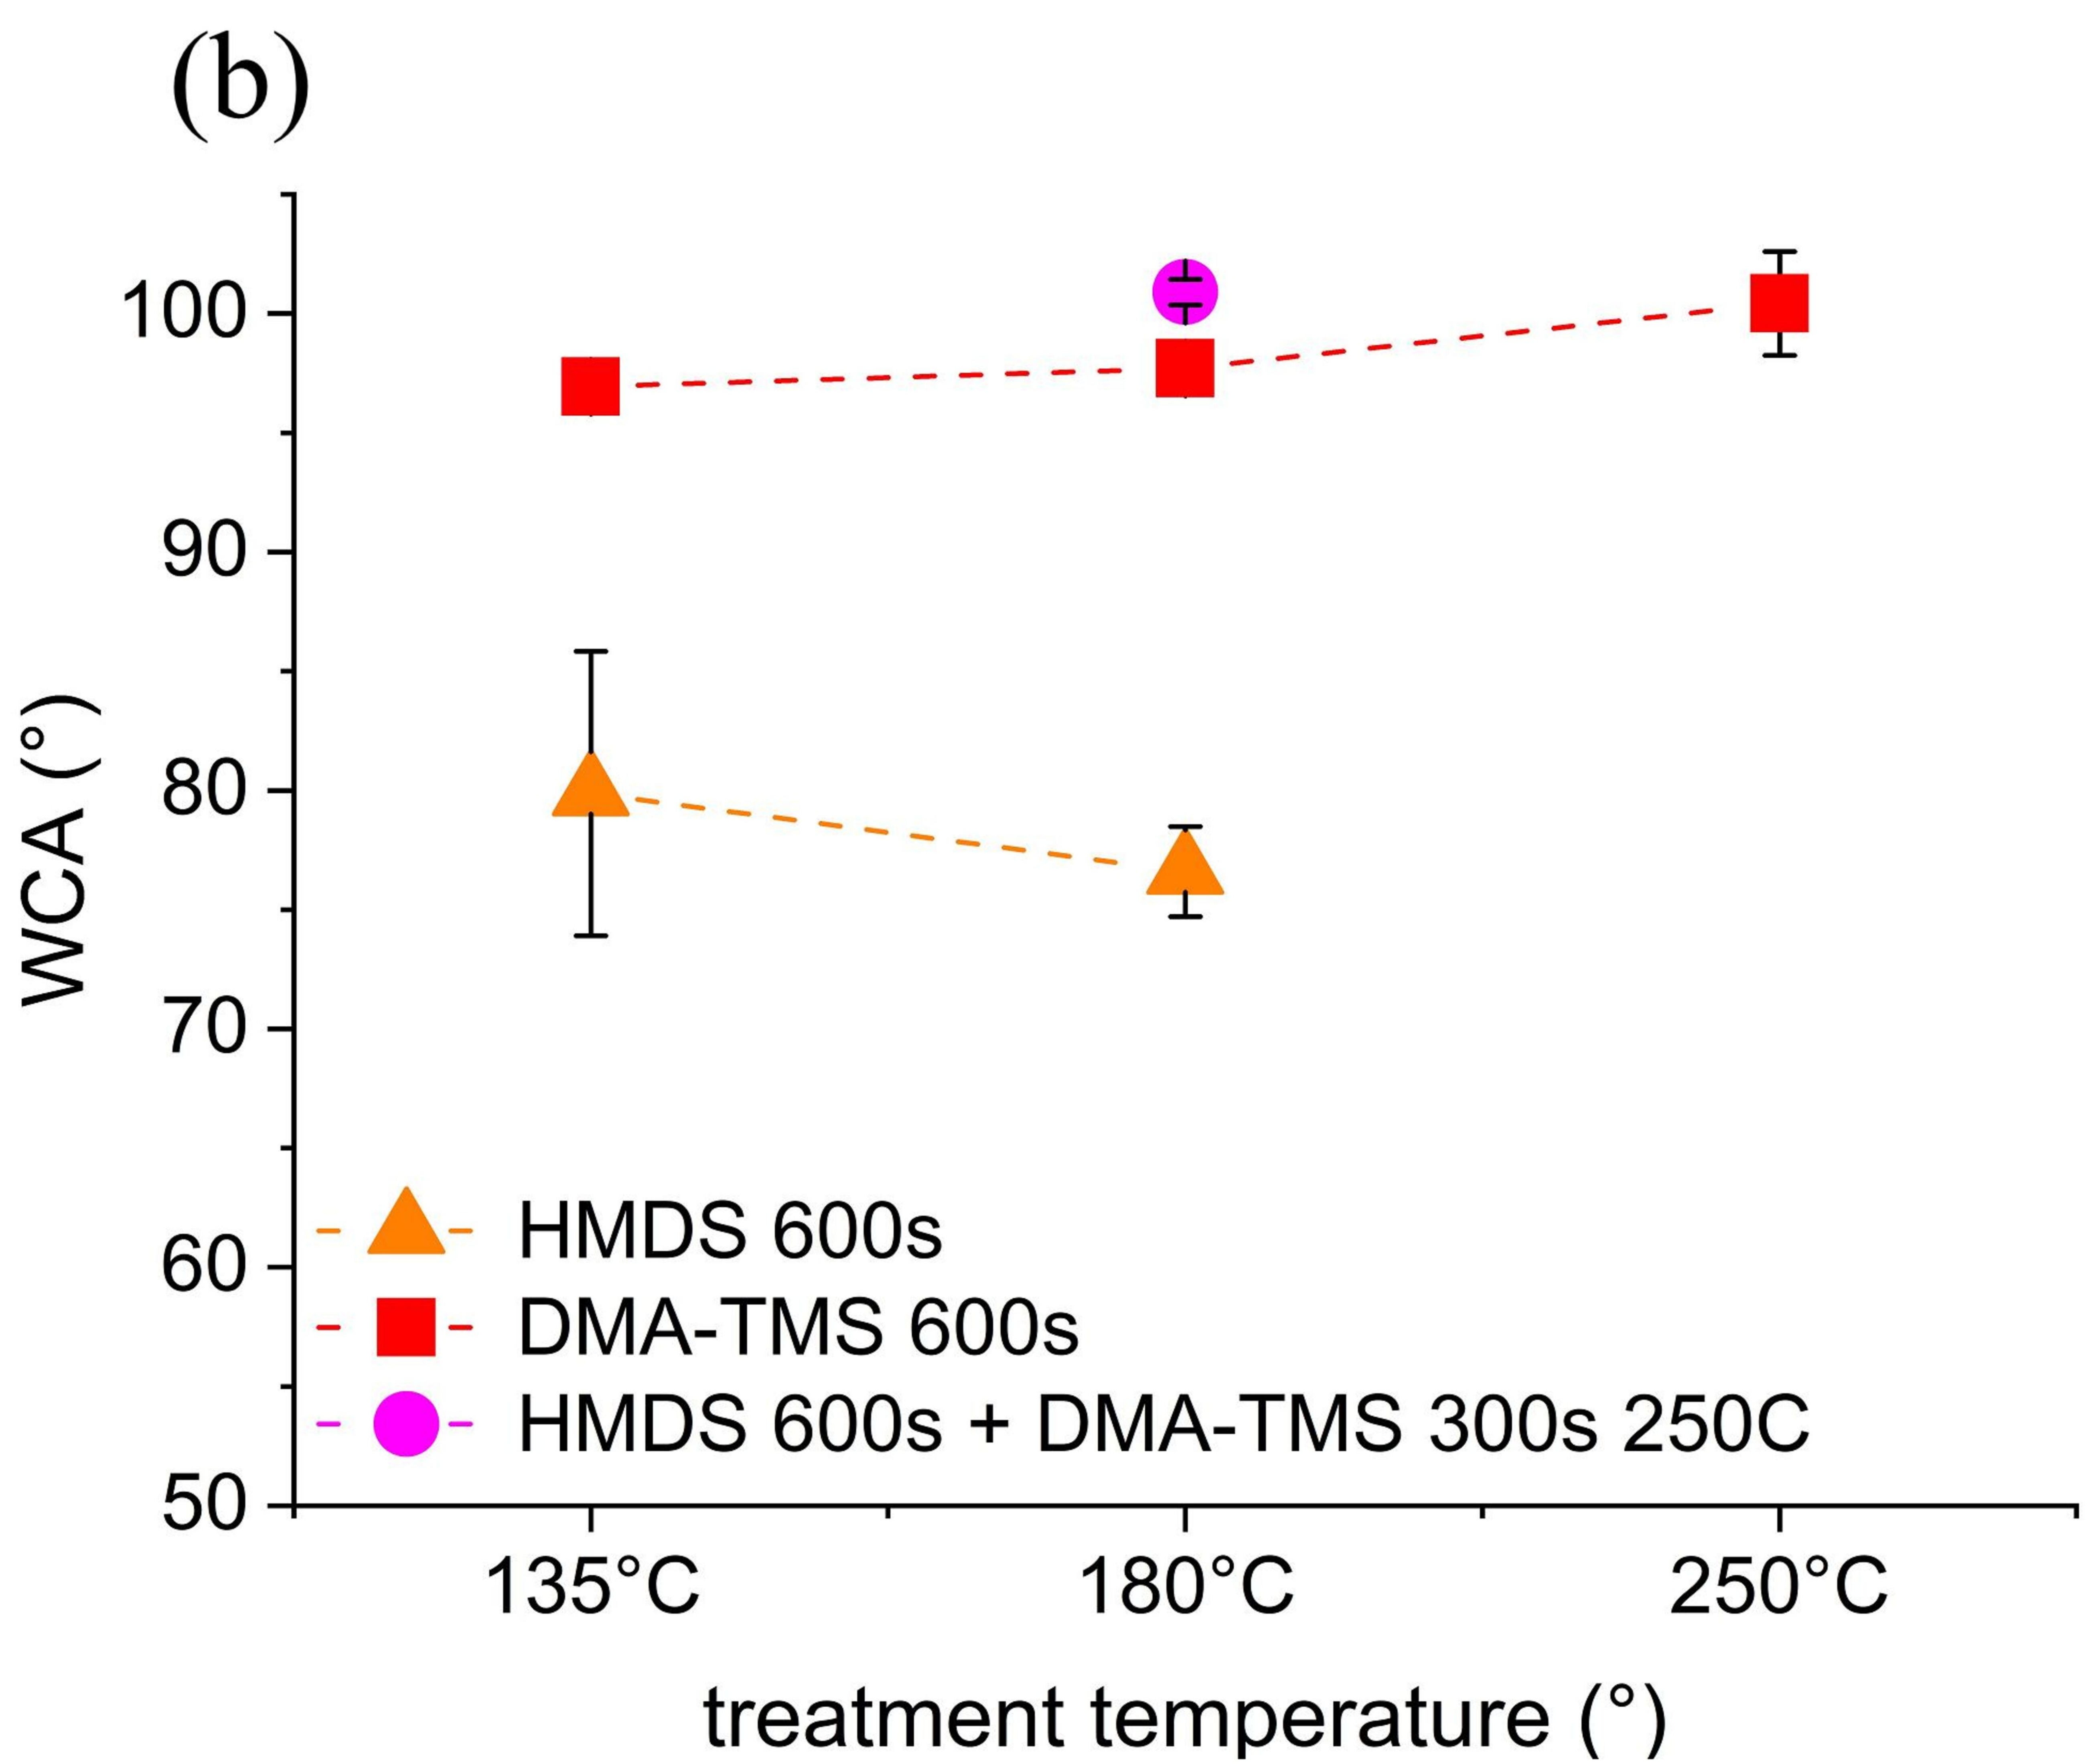 (b)
WCA (°)
100
90
80
70
60
50
HMDS 600s
DMA-TMS 600s
HMDS 600s + DMA-TMS 300s 250C
135°C 180°C 250°C
treatment temperature (°)